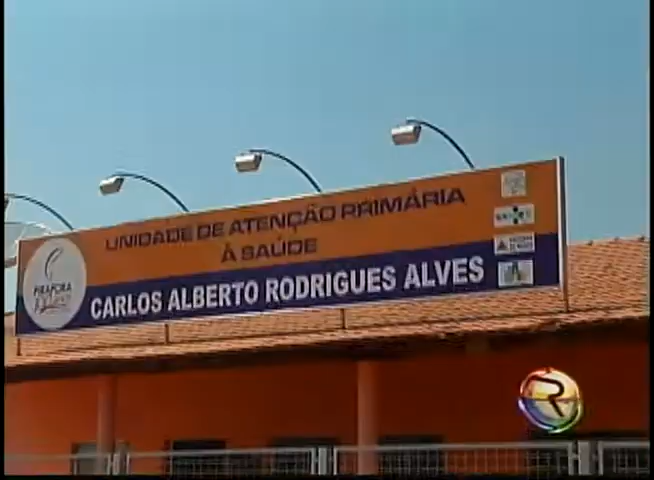 UNIDADE DE ATENÇÃO PRIMÁRIA
À SAÚDE
CARLOS ALBERTO RODRIGUES ALVES
PIRAPORA
R